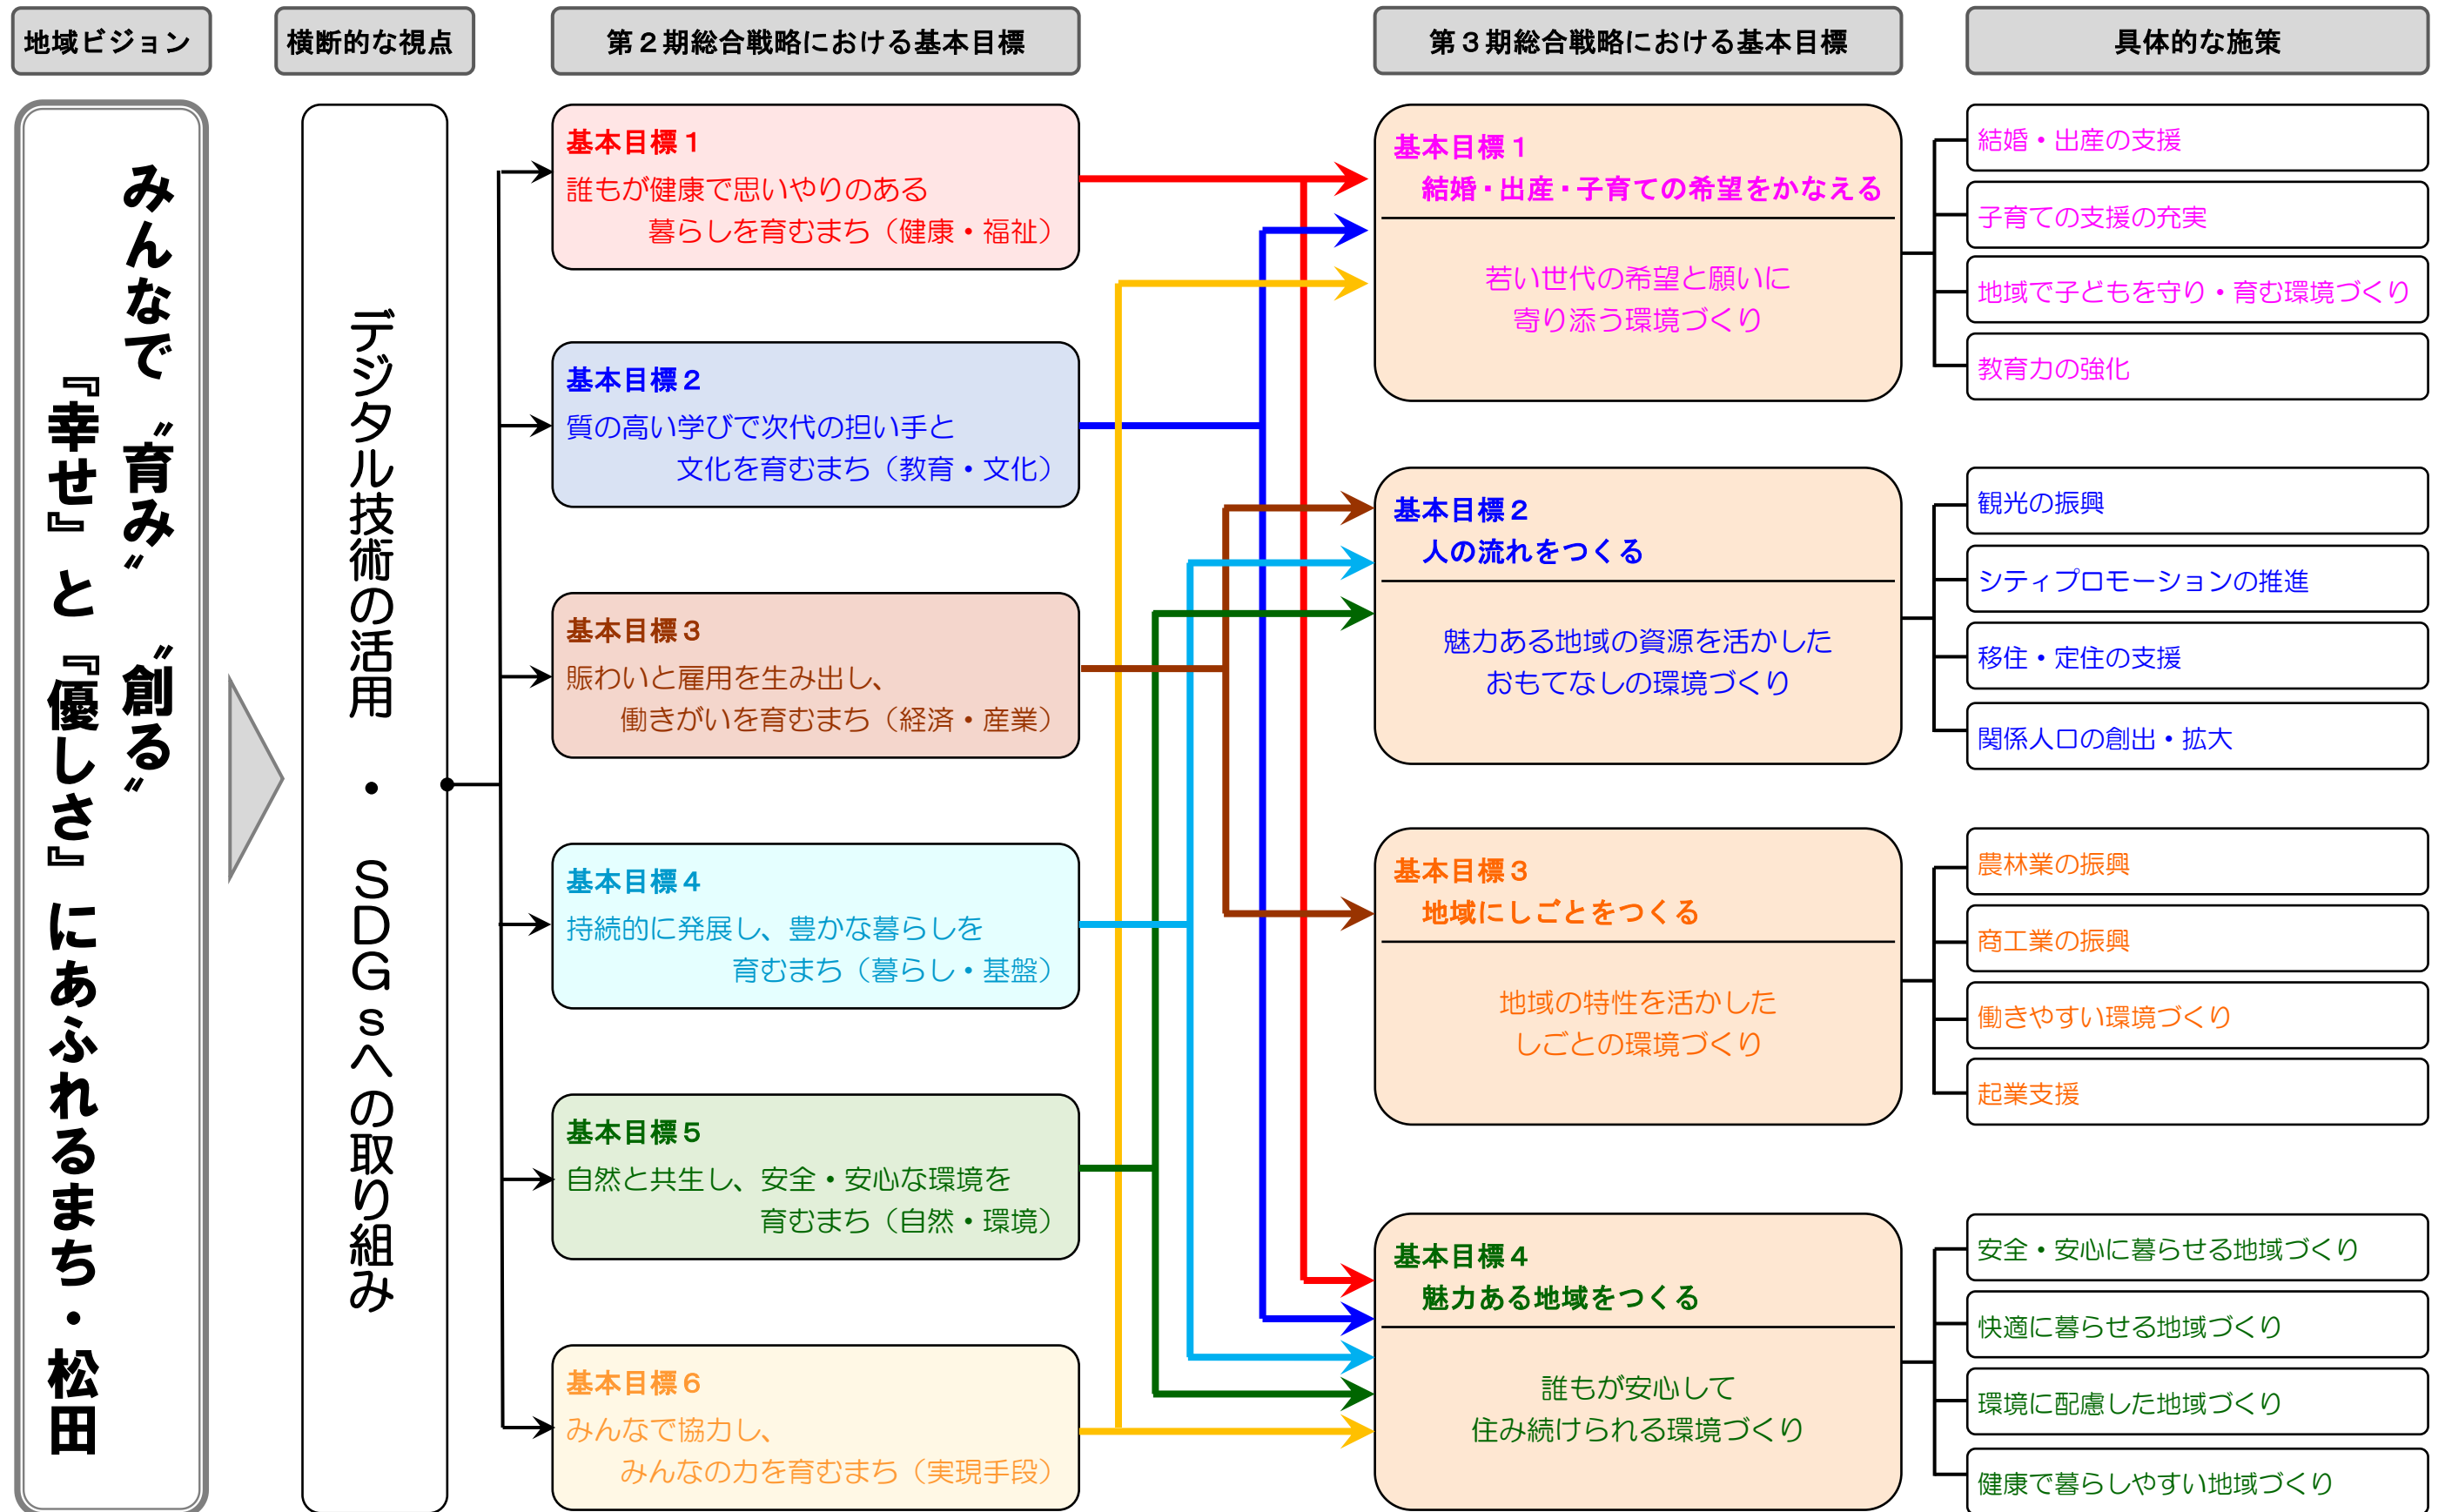 地域ビジョン
横断的な視点
第２期総合戦略における基本目標
第３期総合戦略における基本目標
具体的な施策
みんなで〝育み〟〝創る〟
『幸せ』と『優しさ』にあふれるまち・松田
デジタル技術の活用　・　ＳＤＧｓへの取り組み
基本目標１
誰もが健康で思いやりのある
暮らしを育むまち（健康・福祉）
基本目標２
質の高い学びで次代の担い手と
文化を育むまち（教育・文化）
基本目標３
賑わいと雇用を生み出し、
働きがいを育むまち（経済・産業）
基本目標４
持続的に発展し、豊かな暮らしを
育むまち（暮らし・基盤）
基本目標５
自然と共生し、安全・安心な環境を
育むまち（自然・環境）
基本目標６
みんなで協力し、
みんなの力を育むまち（実現手段）
基本目標１
結婚・出産・子育ての希望をかなえる
若い世代の希望と願いに
寄り添う環境づくり
基本目標２
人の流れをつくる
魅力ある地域の資源を活かした
おもてなしの環境づくり
基本目標３
地域にしごとをつくる
地域の特性を活かした
しごとの環境づくり
基本目標４
魅力ある地域をつくる
誰もが安心して
住み続けられる環境づくり
結婚・出産の支援
子育ての支援の充実
地域で子どもを守り・育む環境づくり
教育力の強化
観光の振興
シティプロモーションの推進
移住・定住の支援
関係人口の創出・拡大
農林業の振興
商工業の振興
働きやすい環境づくり
起業支援
安全・安心に暮らせる地域づくり
快適に暮らせる地域づくり
環境に配慮した地域づくり
健康で暮らしやすい地域づくり